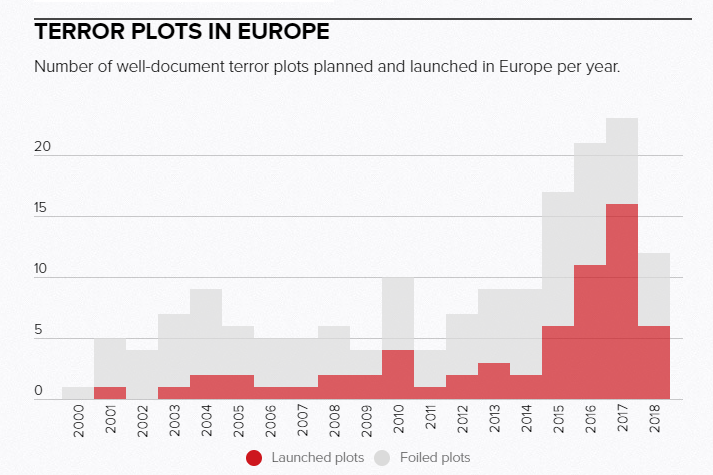 TERROR PLOTS IN EUROPE
Number of well-document terror plots planned and launched in Europe per year.
20
15
10
5
0
2000 2001 2002 2003 2004 2005 2006 2007 2008 2009 2010 2011 2012 2013 2014 2015 2016 2017 2018
Launched plots Foiled plots